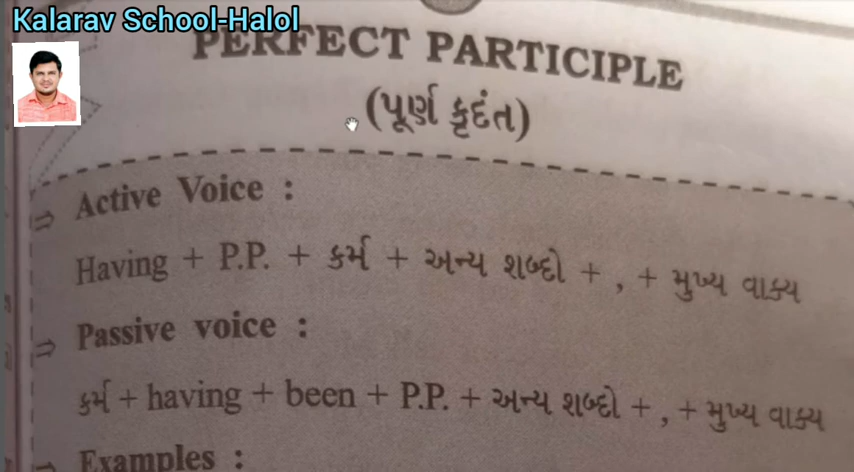 Kalarav School-Halol
PERFECT PARTICIPLE
(પૂર્ણ કૃદંત)
⇒ Active Voice :
Having + P.P. + કર્મ + અન્ય શબ્દો + , + મુખ્ય વાક્ય
⇒ Passive voice :
કર્મ + having + been + P.P. + અન્ય શબ્દો + , + મુખ્ય વાક્ય
⇒ Examples :